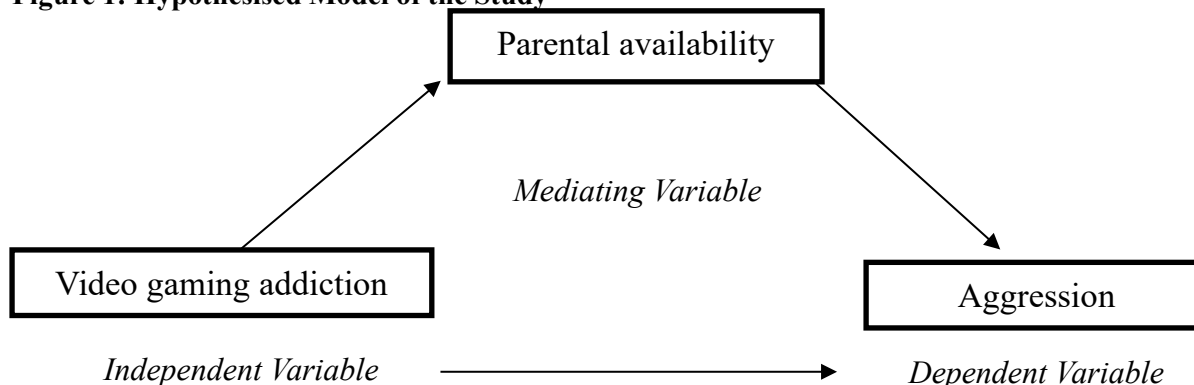 Figure 1: Hypothesised Model of the Study
Parental availability
Mediating Variable
Video gaming addiction
Aggression
Independent Variable
Dependent Variable